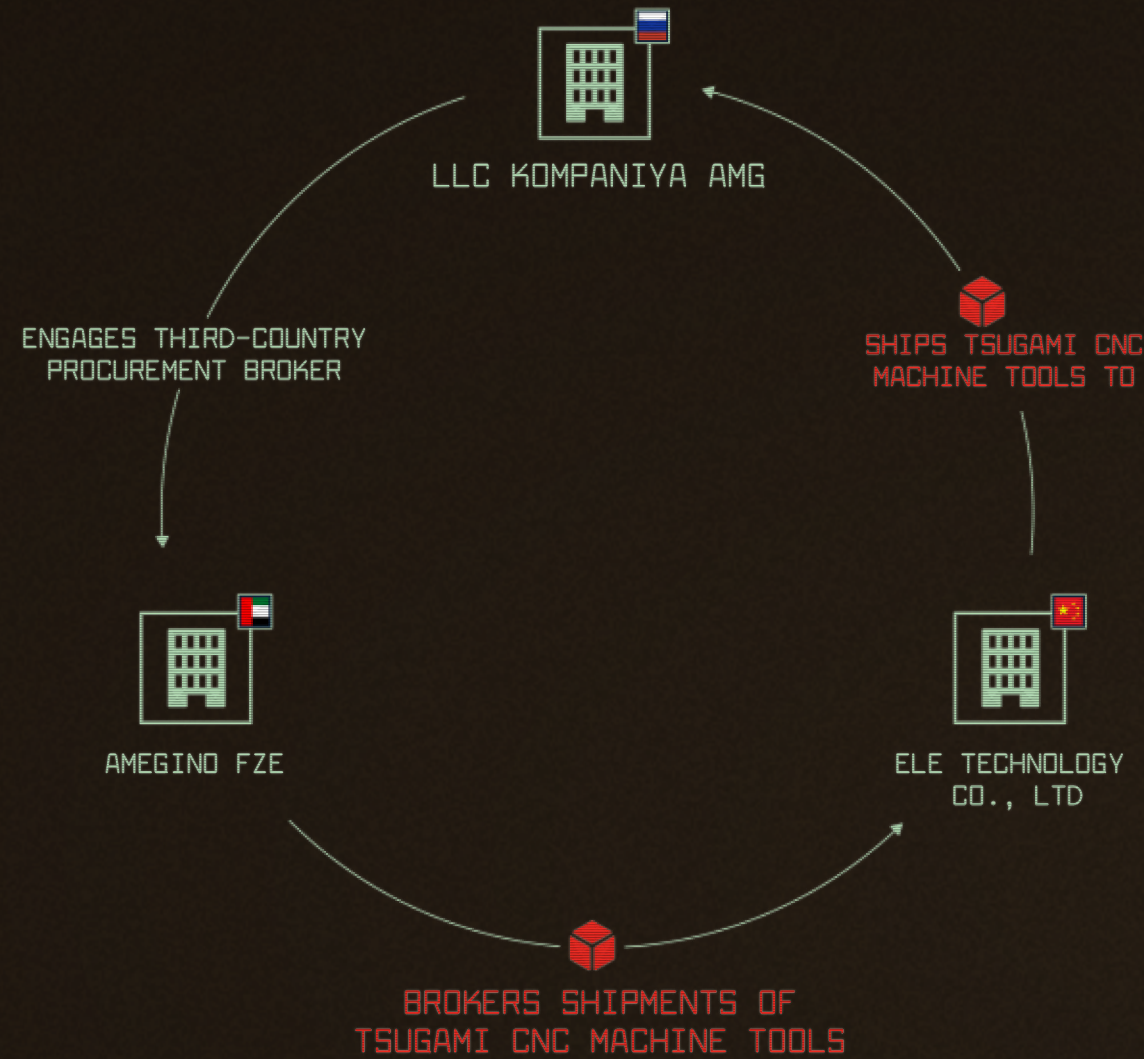 LLC KOMPANIYA AMG
ENGAGES THIRD-COUNTRY
PROCUREMENT BROKER
SHIPS TSUGAMI CNC
MACHINE TOOLS TO
AMEGINO FZE
ELE TECHNOLOGY
CO., LTD
BROKERS SHIPMENTS OF
TSUGAMI CNC MACHINE TOOLS